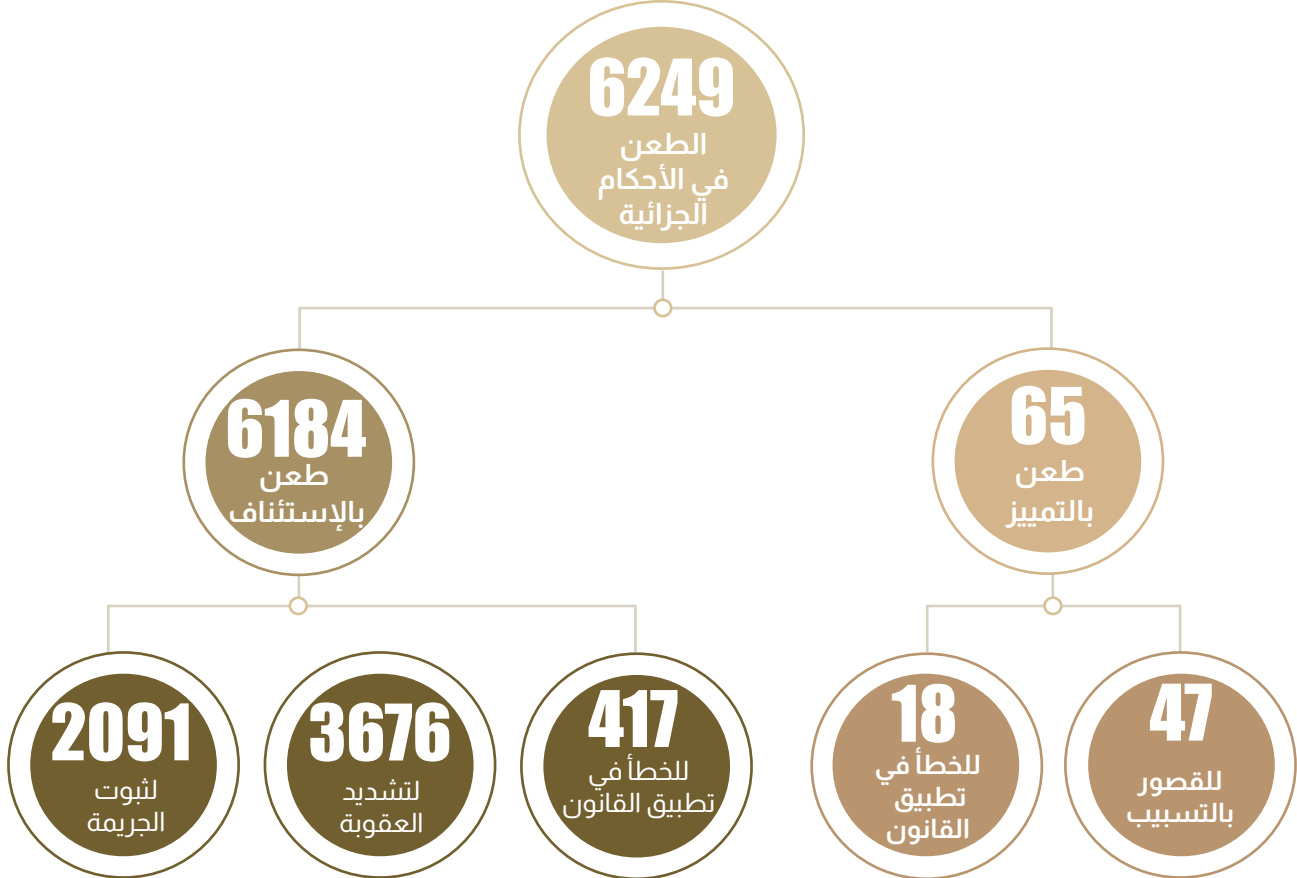 6249
الطعن
في الأحكام
الجزائية
65
طعن
بالتمييز
6184
طعن
بالإستئناف
47
للقصور
بالتسبيب
18
للخطأ في
تطبيق
القانون
417
للخطأ في
تطبيق القانون
3676
لتشديد
العقوبة
2091
لثبوت
الجريمة